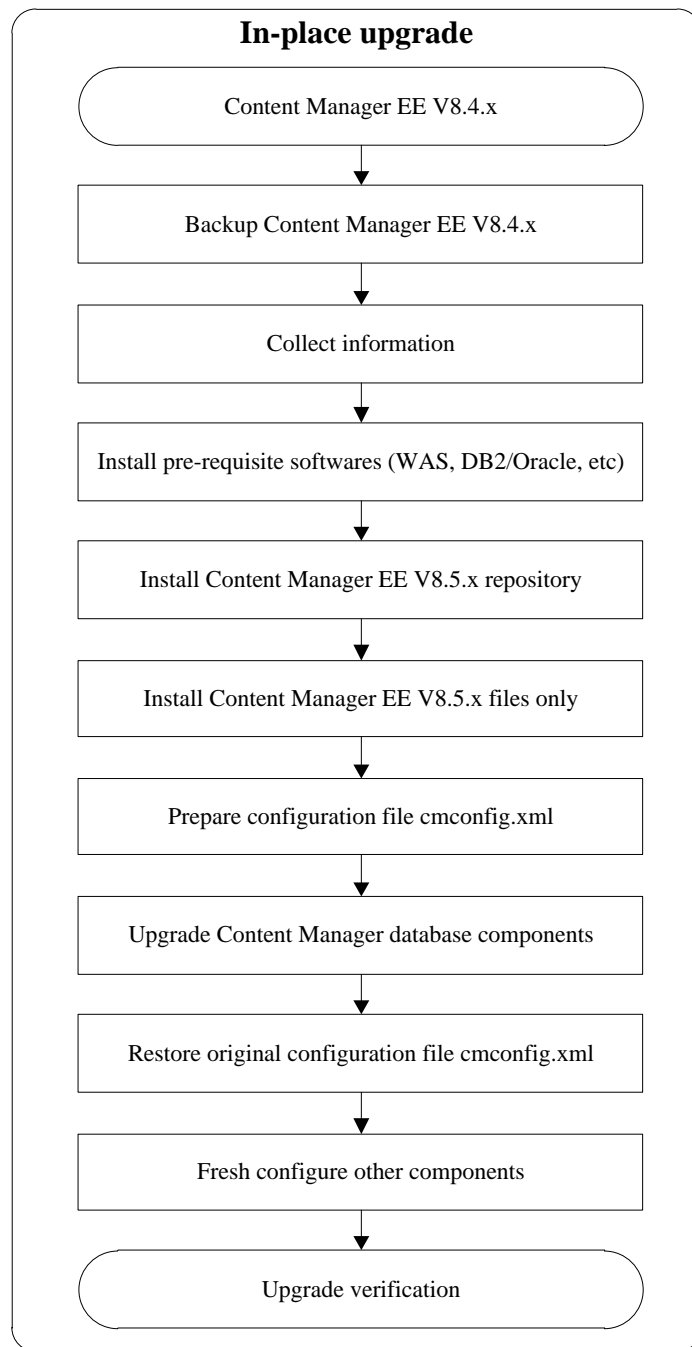 In-place upgrade
Content Manager EE V8.4.x
Backup Content Manager EE V8.4.x
Collect information
Install pre-requisite softwares (WAS, DB2/Oracle, etc)
Install Content Manager EE V8.5.x repository
Install Content Manager EE V8.5.x files only
Prepare configuration file cmconfig.xml
Upgrade Content Manager database components
Restore original configuration file cmconfig.xml
Fresh configure other components
Upgrade verification